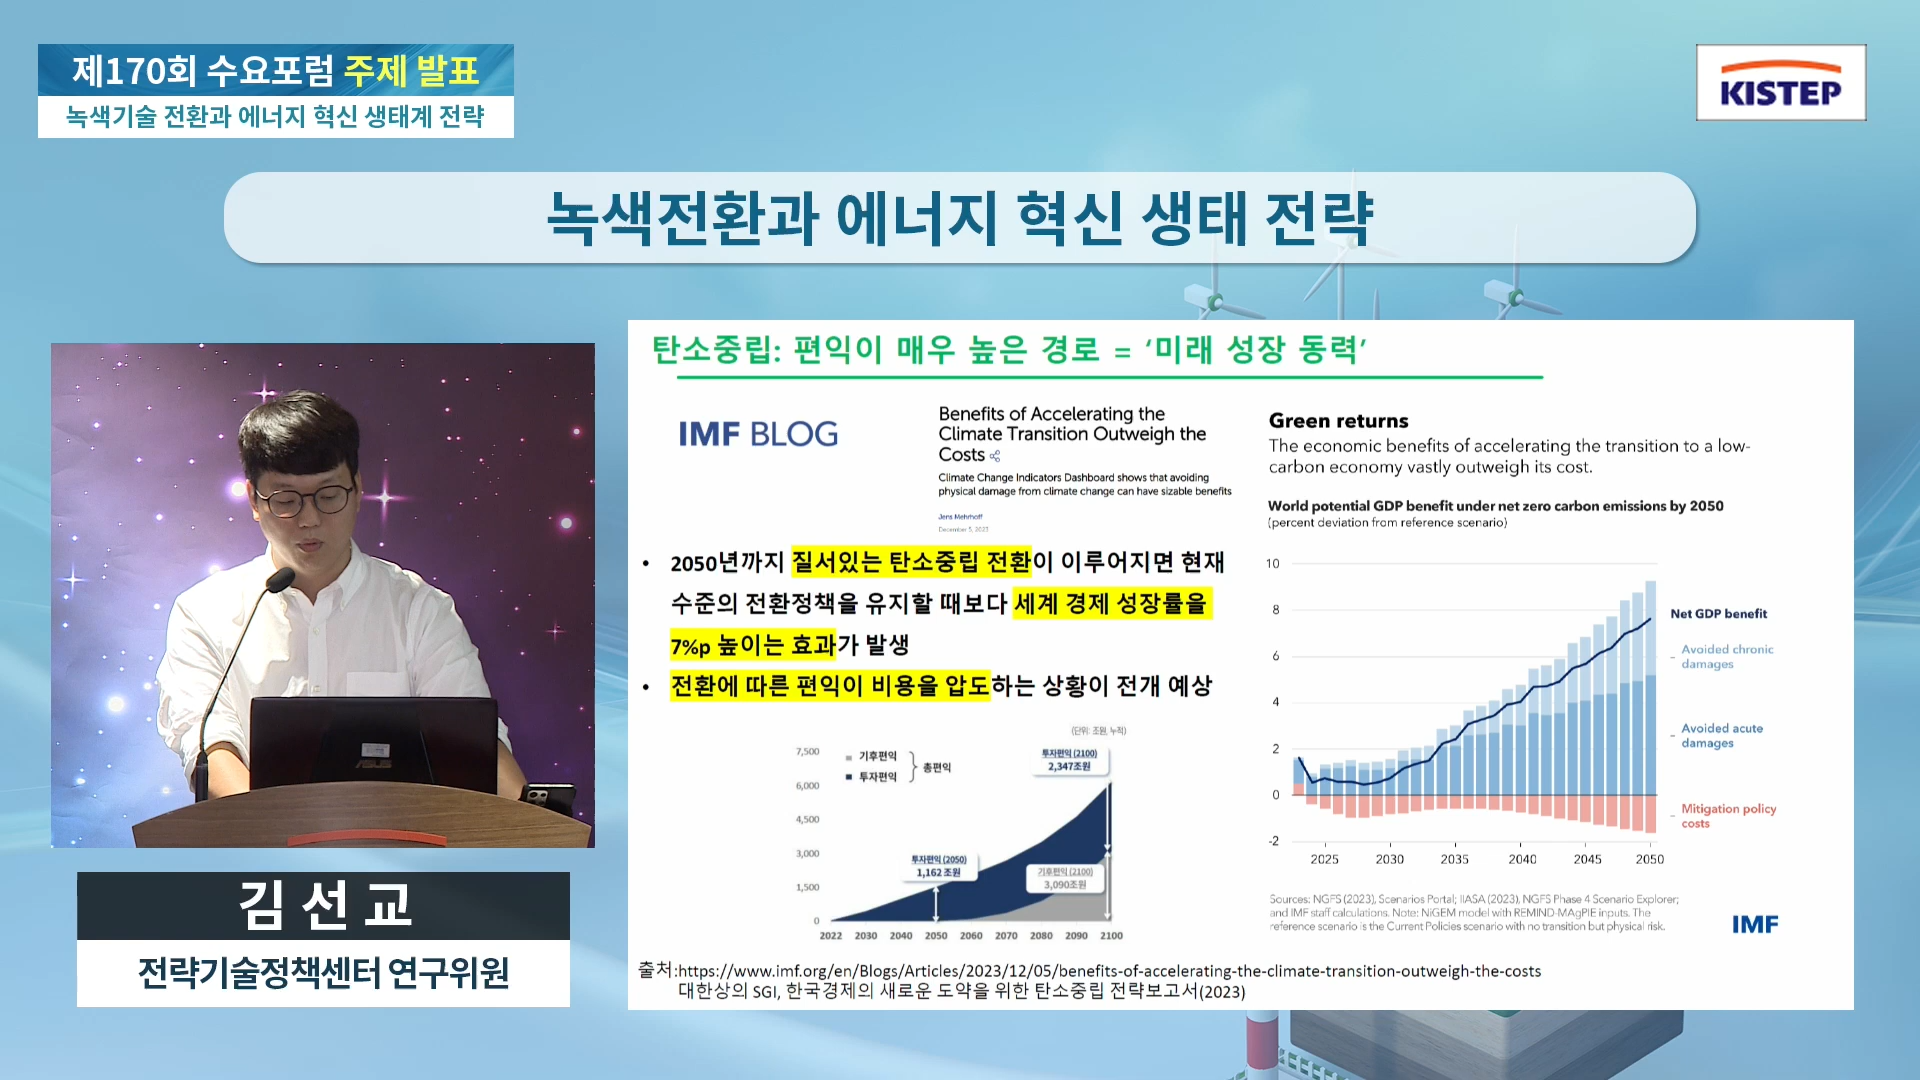 제170회 수요포럼 주제 발표
녹색기술 전환과 에너지 혁신 생태계 전략
KISTEP
녹색전환과 에너지 혁신 생태 전략
탄소중립: 편익이 매우 높은 경로 = ‘미래 성장 동력’
IMF BLOG
Benefits of Accelerating the
Climate Transition Outweigh the
Costs
Climate Change Indicators Dashboard shows that avoiding
physical damage from climate change can have sizable benefits
Jens Mehrhoff
December 5, 2023
• 2050년까지 질서있는 탄소중립 전환이 이루어지면 현재
수준의 전환정책을 유지할 때보다 세계 경제 성장률을
7%p 높이는 효과가 발생
• 전환에 따른 편익이 비용을 압도하는 상황이 전개 예상
(단위: 조원, 누적)
7,500
6,000
4,500
3,000
1,500
0
기후편익
투자편익
총편익
투자편익 (2100)
2,347조원
투자편익 (2050)
1,162 조원
기후편익 (2100)
3,090조원
2022 2030 2040 2050 2060 2070 2080 2090 2100
Green returns
The economic benefits of accelerating the transition to a low-
carbon economy vastly outweigh its cost.
World potential GDP benefit under net zero carbon emissions by 2050
(percent deviation from reference scenario)
10
8
6
4
2
0
-2
Net GDP benefit
Avoided chronic
damages
Avoided acute
damages
Mitigation policy
costs
2025 2030 2035 2040 2045 2050
Sources: NGFS (2023), Scenarios Portal; IIASA (2023), NGFS Phase 4 Scenario Explorer;
and IMF staff calculations. Note: NiGEM model with REMIND-MAgPIE inputs. The
reference scenario is the Current Policies scenario with no transition but physical risk.
IMF
출처:https://www.imf.org/en/Blogs/Articles/2023/12/05/benefits-of-accelerating-the-climate-transition-outweigh-the-costs
대한상의 SGI, 한국경제의 새로운 도약을 위한 탄소중립 전략보고서(2023)
ASUS
김 선 교
전략기술정책센터 연구위원